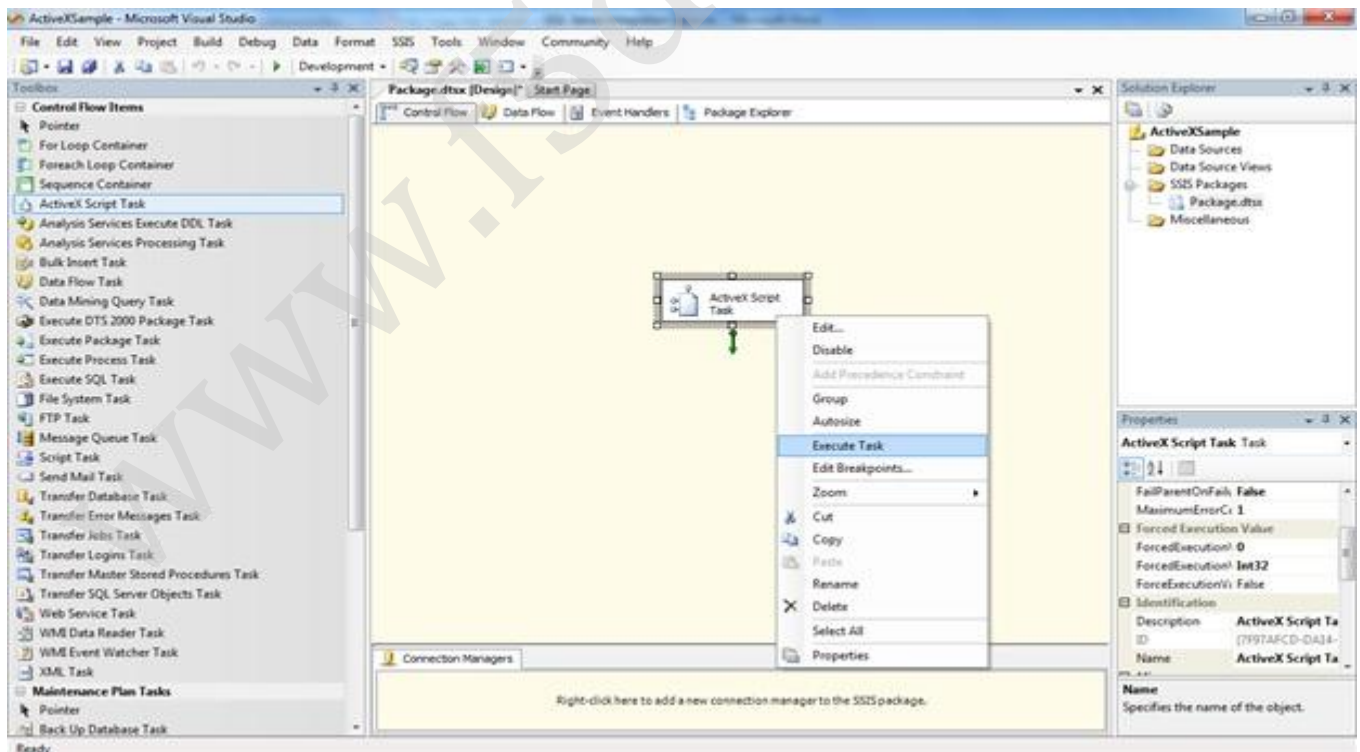 ActiveXSample - Microsoft Visual Studio
File Edit View Project Build Debug Data Format SSIS Tools Window Community Help
Development
Toolbox
Control Flow Items
Pointer
For Loop Container
Foreach Loop Container
Sequence Container
ActiveX Script Task
Analysis Services Execute DDL Task
Analysis Services Processing Task
Bulk Insert Task
Data Flow Task
Data Mining Query Task
Execute DTS 2000 Package Task
Execute Package Task
Execute Process Task
Execute SQL Task
File System Task
FTP Task
Message Queue Task
Script Task
Send Mail Task
Transfer Database Task
Transfer Error Messages Task
Transfer Jobs Task
Transfer Logins Task
Transfer Master Stored Procedures Task
Transfer SQL Server Objects Task
Web Service Task
WMI Data Reader Task
WMI Event Watcher Task
XML Task
Maintenance Plan Tasks
Pointer
Back Up Database Task
Ready
Package.dtsx [Design]* Start Page
Control Flow Data Flow Event Handlers Package Explorer
ActiveX Script
Task
Edit...
Disable
Add Precedence Constraint
Group
Autosize
Execute Task
Edit Breakpoints...
Zoom
Cut
Copy
Paste
Rename
Delete
Select All
Properties
Connection Managers
Right-click here to add a new connection manager to the SSIS package.
Solution Explorer
ActiveXSample
Data Sources
Data Source Views
SSIS Packages
Package.dtsx
Miscellaneous
Properties
ActiveX Script Task Task
FailParentOnFail False
MaximumErrorC 1
Forced Execution Value
ForcedExecution 0
ForcedExecution Int32
ForceExecutionV False
Identification
Description ActiveX Script Ta
ID
Name ActiveX Script Ta
Name
Specifies the name of the object.